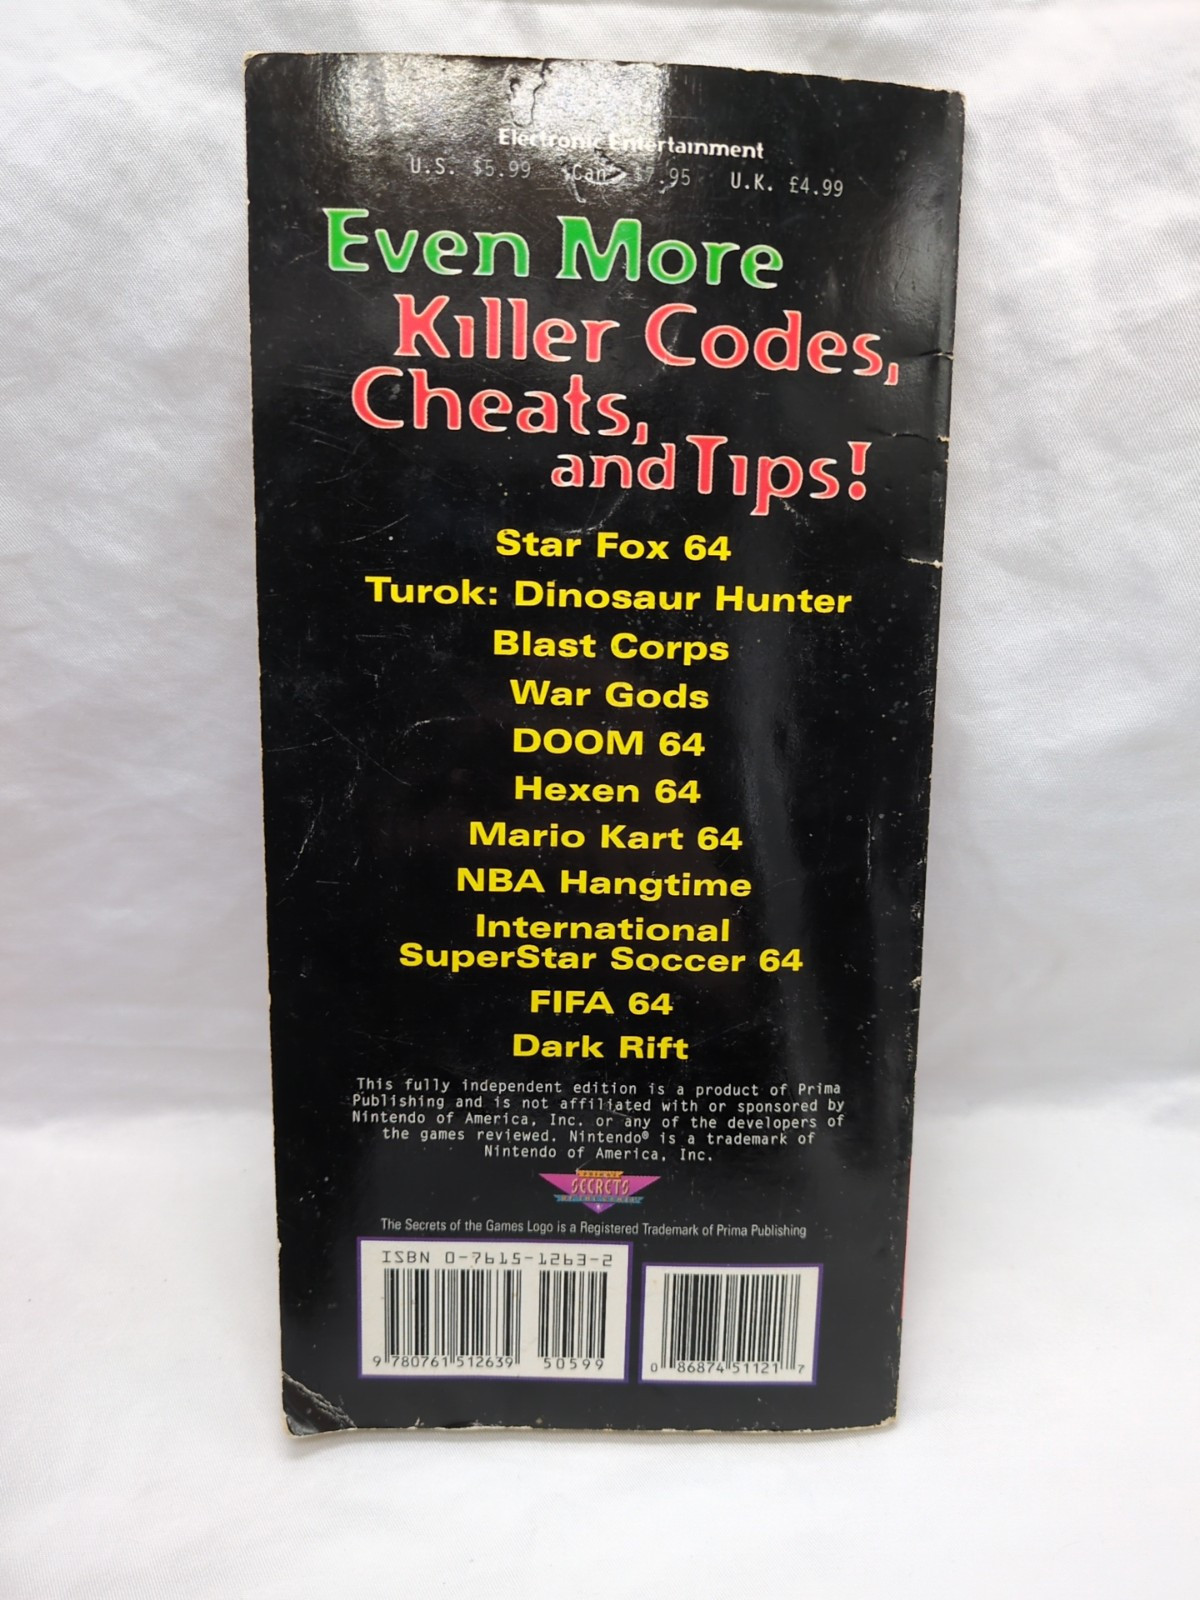 Electronic Entertainment
U.S. $5.99 Can. $7.95 U.K. £4.99
Even More
Killer Codes,
Cheats,
and Tips!
Star Fox 64
Turok: Dinosaur Hunter
Blast Corps
War Gods
DOOM 64
Hexen 64
Mario Kart 64
NBA Hangtime
International
SuperStar Soccer 64
FIFA 64
Dark Rift
This fully independent edition is a product of Prima
Publishing and is not affiliated with or sponsored by
Nintendo of America, Inc. or any of the developers of
the games reviewed. Nintendo® is a trademark of
Nintendo of America, Inc.
SECRETS
The Secrets of the Games Logo is a Registered Trademark of Prima Publishing
ISBN 0-7615-1263-2
9 780761 512639 50599
0 86874 51121 7